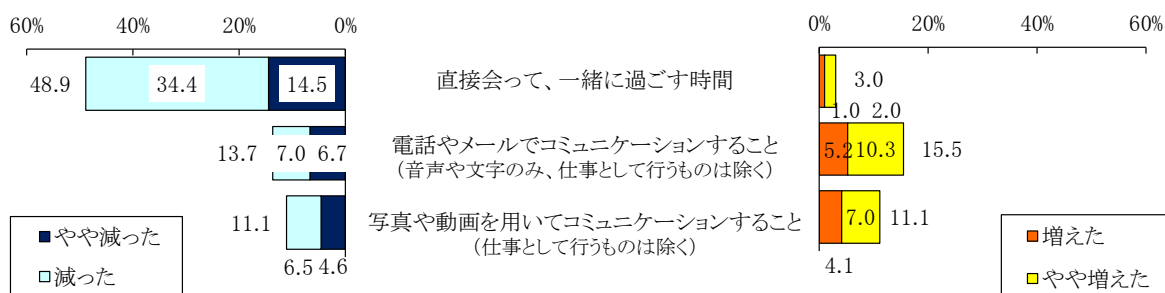 60% 40% 20% 0% 0% 20% 40% 60%
48.9 34.4 14.5 直接会って、一緒に過ごす時間 3.0
1.0 2.0
13.7 7.0 6.7 電話やメールでコミュニケーションすること 5.2 10.3 15.5
(音声や文字のみ、仕事として行うものは除く)
11.1 写真や動画を用いてコミュニケーションすること 7.0 11.1
(仕事として行うものは除く)
6.5 4.6 4.1
やや減った
減った
増えた
やや増えた